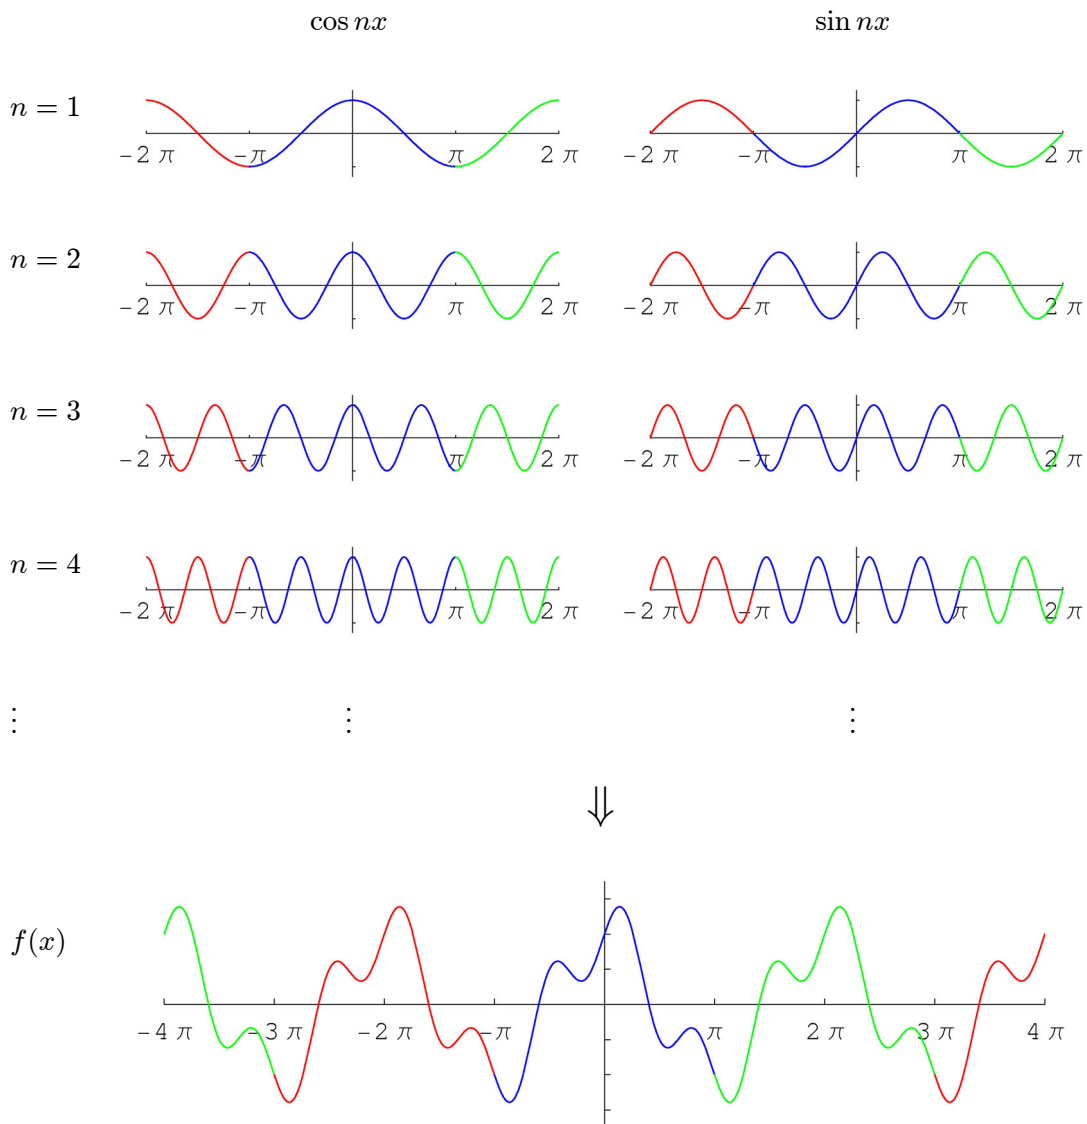 cos nx sin nx
n = 1
−2 π −π π 2 π −2 π −π π 2 π
n = 2
−2 π −π π 2 π −2 π −π π 2 π
n = 3
−2 π −π π 2 π −2 π −π π 2 π
n = 4
−2 π −π π 2 π −2 π −π π 2 π
⋮ ⋮ ⋮
⇓
f(x)
−4 π −3 π −2 π −π π 2 π 3 π 4 π